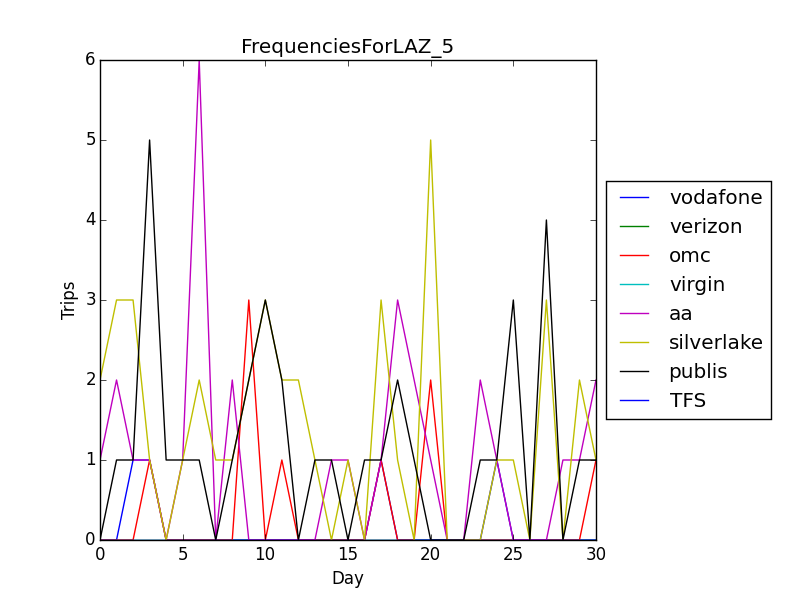 FrequenciesForLAZ_5
6
5
4
3
2
1
0
Trips
0 5 10 15 20 25 30
Day
vodafone
verizon
omc
virgin
aa
silverlake
publis
TFS